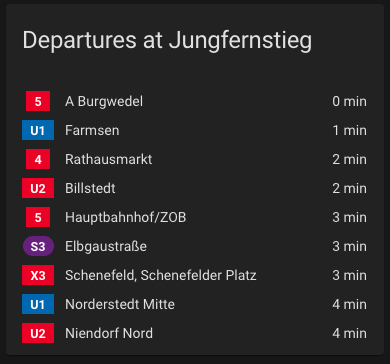 Departures at Jungfernstieg
5 A Burgwedel 0 min
U1 Farmsen 1 min
4 Rathausmarkt 2 min
U2 Billstedt 2 min
5 Hauptbahnhof/ZOB 3 min
S3 Elbgaustraße 3 min
X3 Schenefeld, Schenefelder Platz 3 min
U1 Norderstedt Mitte 4 min
U2 Niendorf Nord 4 min